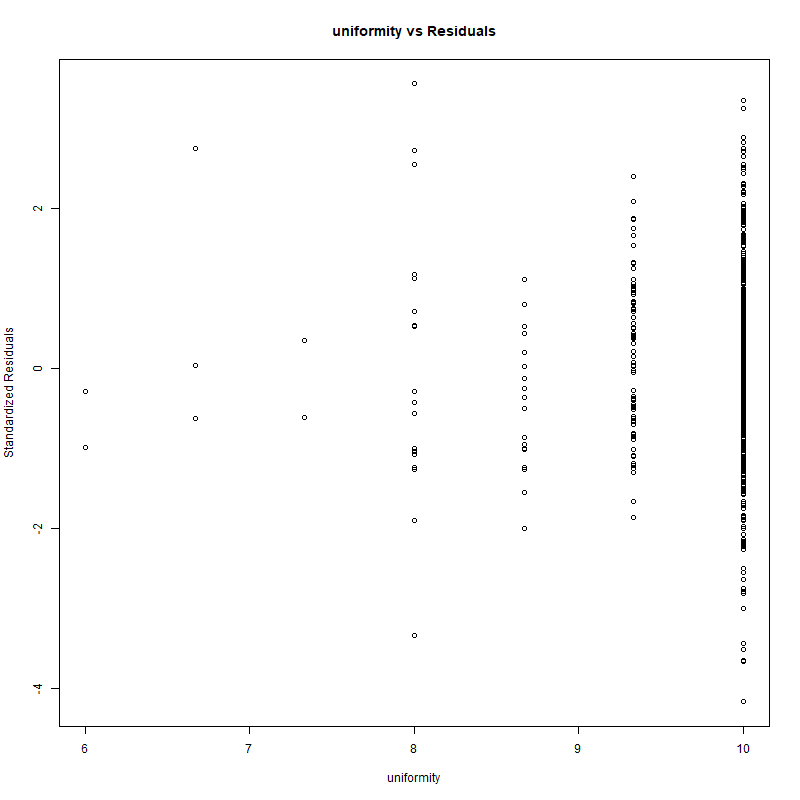 uniformity vs Residuals
Standardized Residuals
2
0
-2
-4
6 7 8 9 10
uniformity